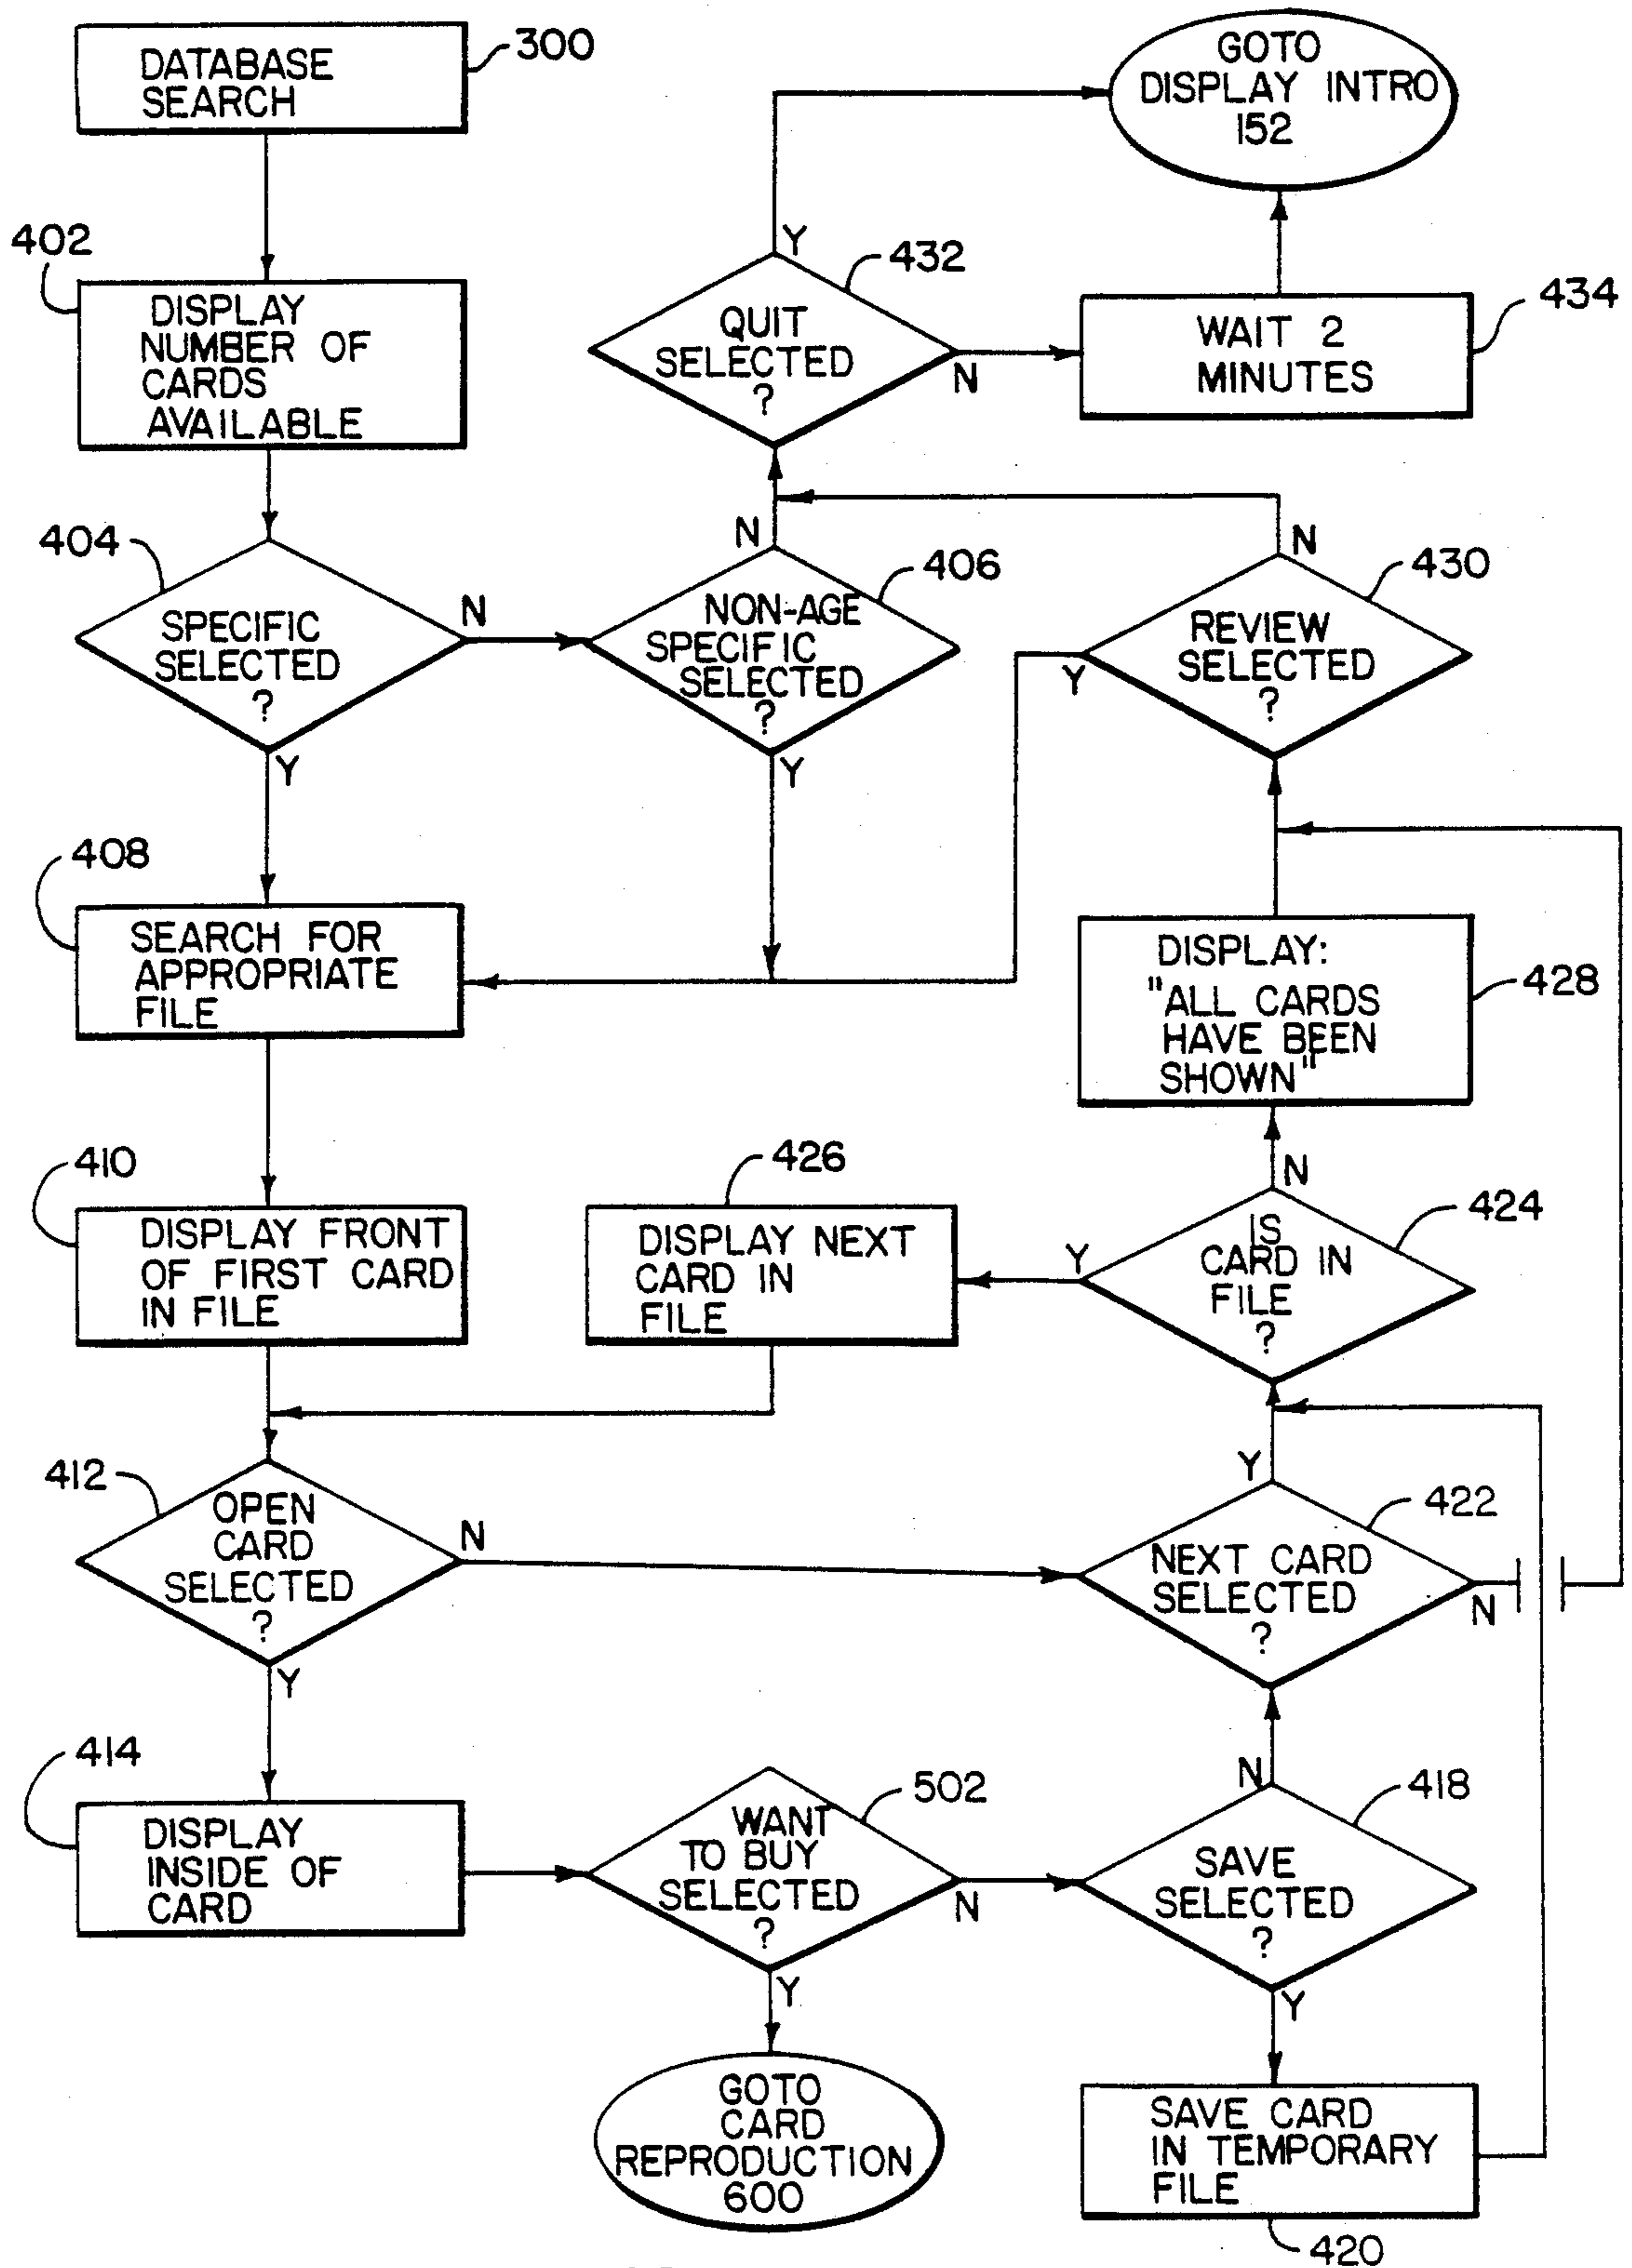 DATABASE
SEARCH
300
GOTO
DISPLAY INTRO
152
402
DISPLAY
NUMBER OF
CARDS
AVAILABLE
Y
432
QUIT
SELECTED
?
N
WAIT 2
MINUTES
434
404
SPECIFIC
SELECTED
?
N
Y
N
406
NON-AGE
SPECIFIC
SELECTED
?
Y
N
430
REVIEW
SELECTED
?
Y
408
SEARCH FOR
APPROPRIATE
FILE
DISPLAY:
"ALL CARDS
HAVE BEEN
SHOWN"
428
410
DISPLAY FRONT
OF FIRST CARD
IN FILE
426
DISPLAY NEXT
CARD IN
FILE
N
424
IS
CARD IN
FILE
?
Y
412
OPEN
CARD
SELECTED
?
N
Y
Y
422
NEXT CARD
SELECTED
?
N
414
DISPLAY
INSIDE OF
CARD
502
WANT
TO BUY
SELECTED
?
N
Y
N
418
SAVE
SELECTED
?
Y
GOTO
CARD
REPRODUCTION
600
SAVE CARD
IN TEMPORARY
FILE
420